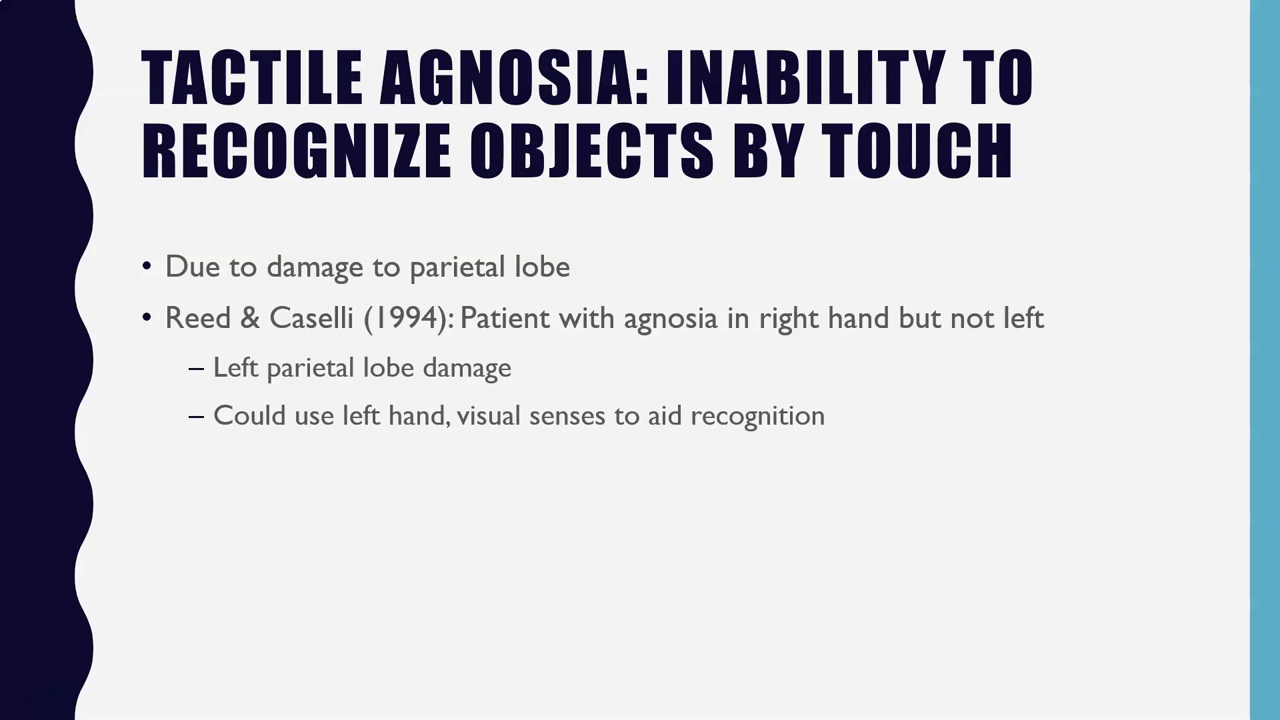 TACTILE AGNOSIA: INABILITY TO
RECOGNIZE OBJECTS BY TOUCH
• Due to damage to parietal lobe
• Reed & Caselli (1994): Patient with agnosia in right hand but not left
– Left parietal lobe damage
– Could use left hand, visual senses to aid recognition